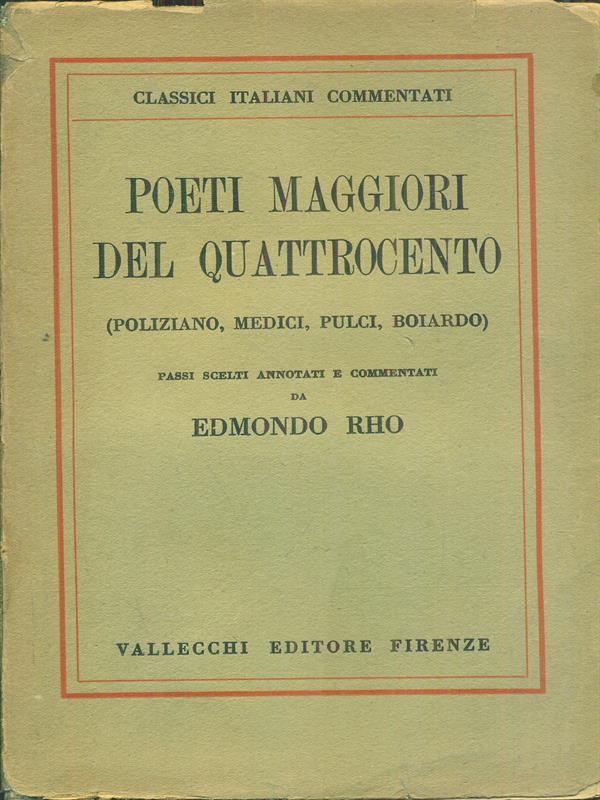 CLASSICI ITALIANI COMMENTATI
POETI MAGGIORI
DEL QUATTROCENTO
(POLIZIANO, MEDICI, PULCI, BOIARDO)
PASSI SCELTI ANNOTATI E COMMENTATI
DA
EDMONDO RHO
VALLECCHI EDITORE FIRENZE